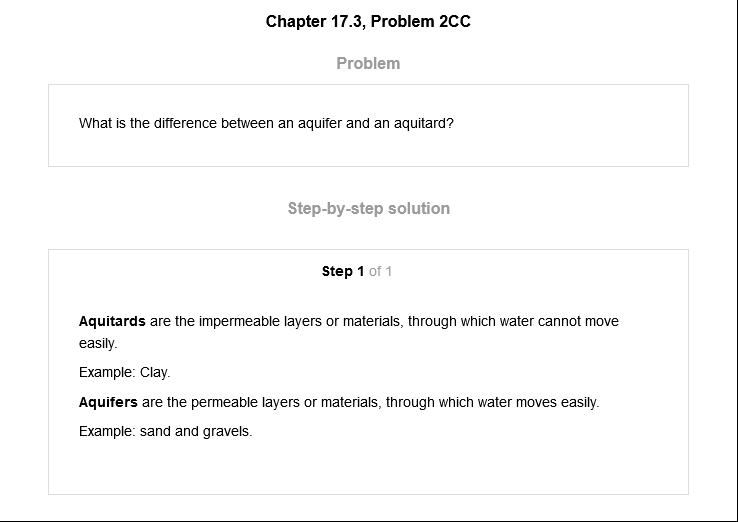 Chapter 17.3, Problem 2CC
Problem
What is the difference between an aquifer and an aquitard?
Step-by-step solution
Step 1 of 1
Aquitards are the impermeable layers or materials, through which water cannot move
easily.
Example: Clay.
Aquifers are the permeable layers or materials, through which water moves easily.
Example: sand and gravels.